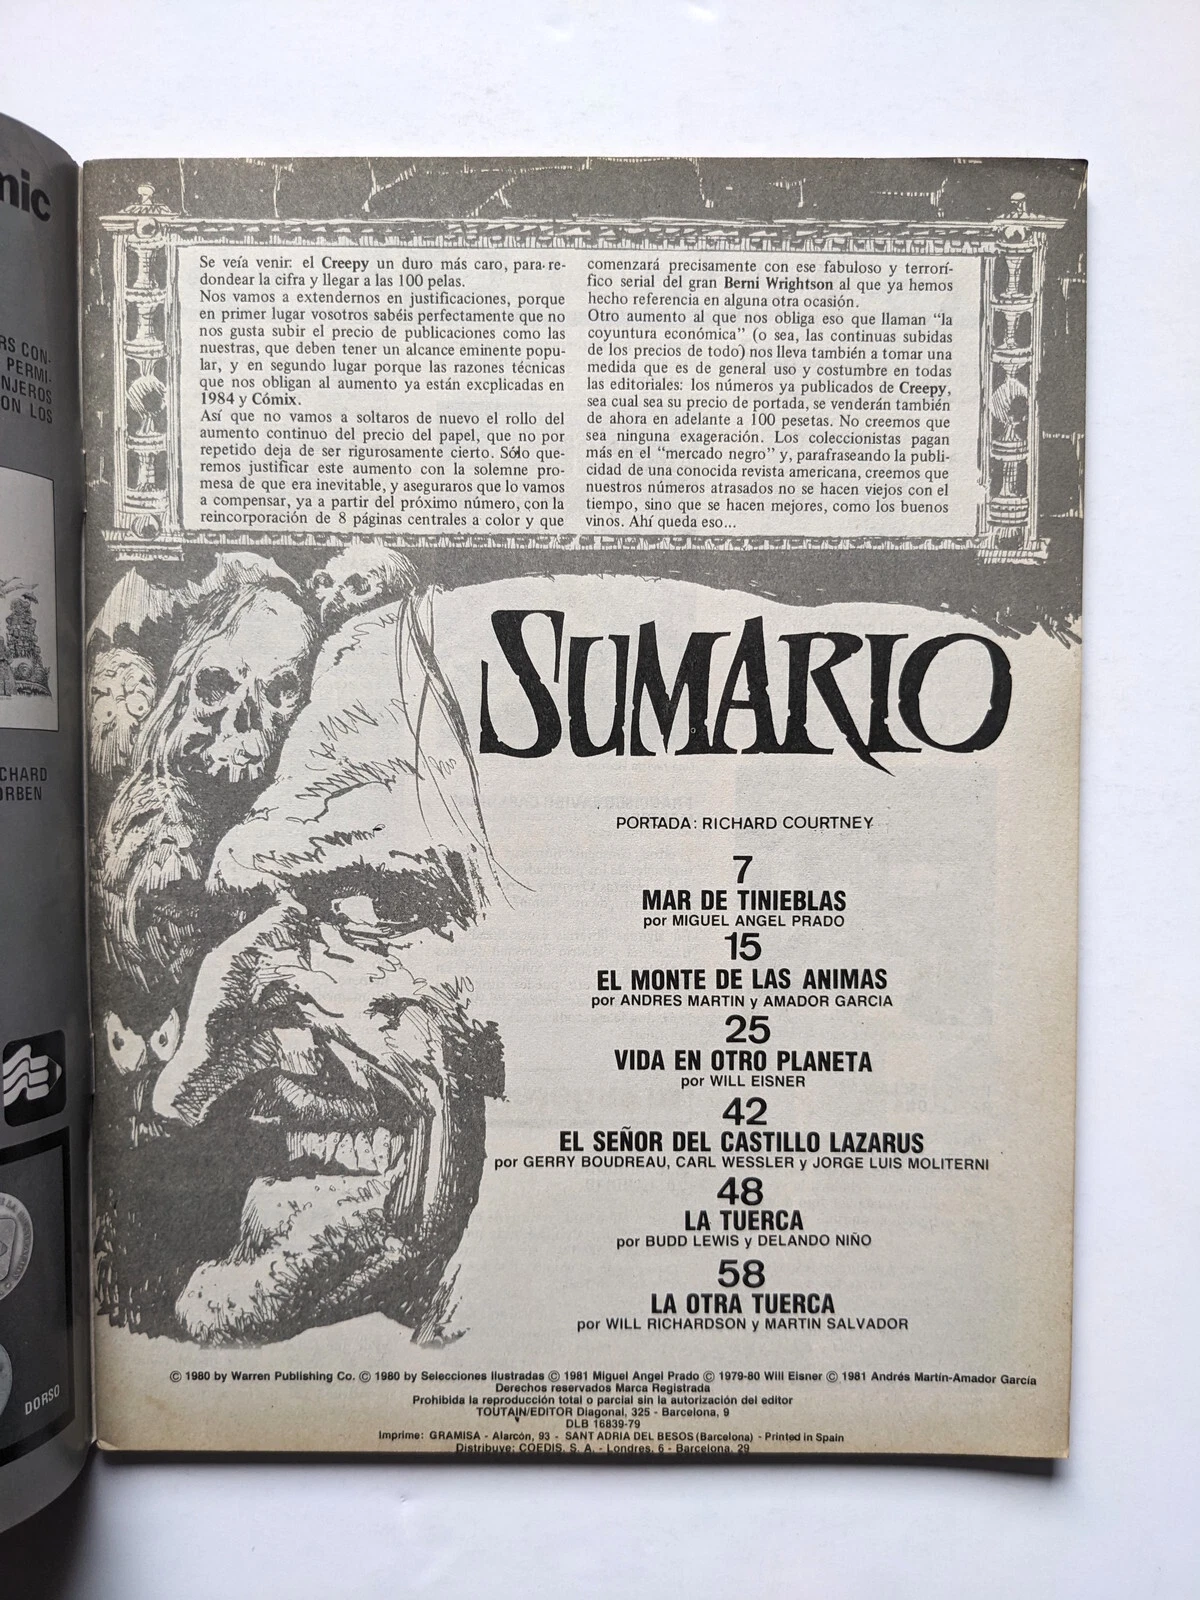 mic
RS CON-
PERMI-
NJEROS
ON LOS
CHARD
ORBEN
DORSO
Se veía venir: el Creepy un duro más caro, para re-
dondear la cifra y llegar a las 100 pelas.
Nos vamos a extendernos en justificaciones, porque
en primer lugar vosotros sabéis perfectamente que no
nos gusta subir el precio de publicaciones como las
nuestras, que deben tener un alcance eminente popu-
lar, y en segundo lugar porque las razones técnicas
que nos obligan al aumento ya están excplicadas en
1984 y Cómix.
Así que no vamos a soltaros de nuevo el rollo del
aumento continuo del precio del papel, que no por
repetido deja de ser rigurosamente cierto. Sólo que-
remos justificar este aumento con la solemne pro-
mesa de que era inevitable, y aseguraros que lo vamos
a compensar, ya a partir del próximo número, con la
reincorporación de 8 páginas centrales a color y que
comenzará precisamente con ese fabuloso y terrorí-
fico serial del gran Berni Wrightson al que ya hemos
hecho referencia en alguna otra ocasión.
Otro aumento al que nos obliga eso que llaman “la
coyuntura económica” (o sea, las continuas subidas
de los precios de todo) nos lleva también a tomar una
medida que es de general uso y costumbre en todas
las editoriales: los números ya publicados de Creepy,
sea cual sea su precio de portada, se venderán también
de ahora en adelante a 100 pesetas. No creemos que
sea ninguna exageración. Los coleccionistas pagan
más en el “mercado negro” y, parafraseando la publi-
cidad de una conocida revista americana, creemos que
nuestros números atrasados no se hacen viejos con el
tiempo, sino que se hacen mejores, como los buenos
vinos. Ahí queda eso...
SUMARIO
PORTADA: RICHARD COURTNEY
7
MAR DE TINIEBLAS
por MIGUEL ANGEL PRADO
15
EL MONTE DE LAS ANIMAS
por ANDRES MARTIN y AMADOR GARCIA
25
VIDA EN OTRO PLANETA
por WILL EISNER
42
EL SEÑOR DEL CASTILLO LAZARUS
por GERRY BOUDREAU, CARL WESSLER y JORGE LUIS MOLITERNI
48
LA TUERCA
por BUDD LEWIS y DELANDO NIÑO
58
LA OTRA TUERCA
por WILL RICHARDSON y MARTIN SALVADOR
© 1980 by Warren Publishing Co. © 1980 by Selecciones Ilustradas © 1981 Miguel Angel Prado © 1979-80 Will Eisner © 1981 Andrés Martín-Amador García
Derechos reservados Marca Registrada
Prohibida la reproducción total o parcial sin la autorización del editor
TOUTAIN/EDITOR Diagonal, 325 - Barcelona, 9
DLB 16839-79
Imprime: GRAMISA - Alarcón, 93 - SANT ADRIA DEL BESOS (Barcelona) - Printed in Spain
Distribuye: COEDIS, S. A. - Londres, 6 - Barcelona, 29